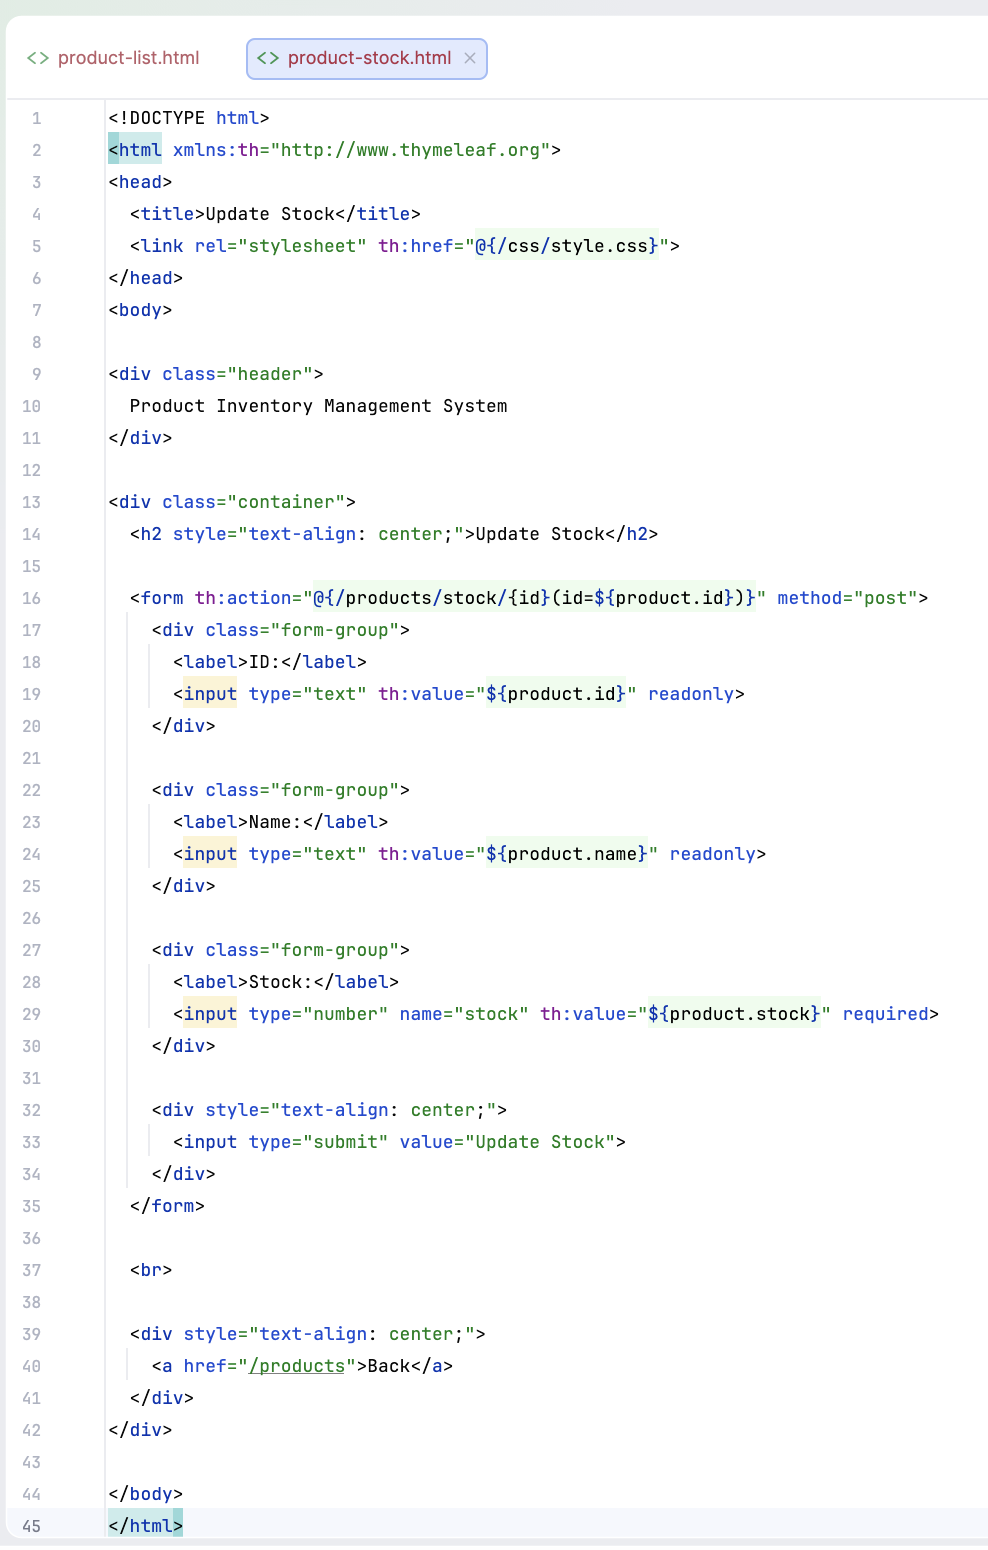 product-list.html
product-stock.html
1 <!DOCTYPE html>
2 <html xmlns:th="http://www.thymeleaf.org">
3 <head>
4   <title>Update Stock</title>
5   <link rel="stylesheet" th:href="@{/css/style.css}">
6 </head>
7 <body>
8
9 <div class="header">
10   Product Inventory Management System
11 </div>
12
13 <div class="container">
14   <h2 style="text-align: center;">Update Stock</h2>
15
16   <form th:action="@{/products/stock/{id}(id=${product.id})}" method="post">
17     <div class="form-group">
18       <label>ID:</label>
19       <input type="text" th:value="${product.id}" readonly>
20     </div>
21
22     <div class="form-group">
23       <label>Name:</label>
24       <input type="text" th:value="${product.name}" readonly>
25     </div>
26
27     <div class="form-group">
28       <label>Stock:</label>
29       <input type="number" name="stock" th:value="${product.stock}" required>
30     </div>
31
32     <div style="text-align: center;">
33       <input type="submit" value="Update Stock">
34     </div>
35   </form>
36
37   <br>
38
39   <div style="text-align: center;">
40     <a href="/products">Back</a>
41   </div>
42 </div>
43
44 </body>
45 </html>